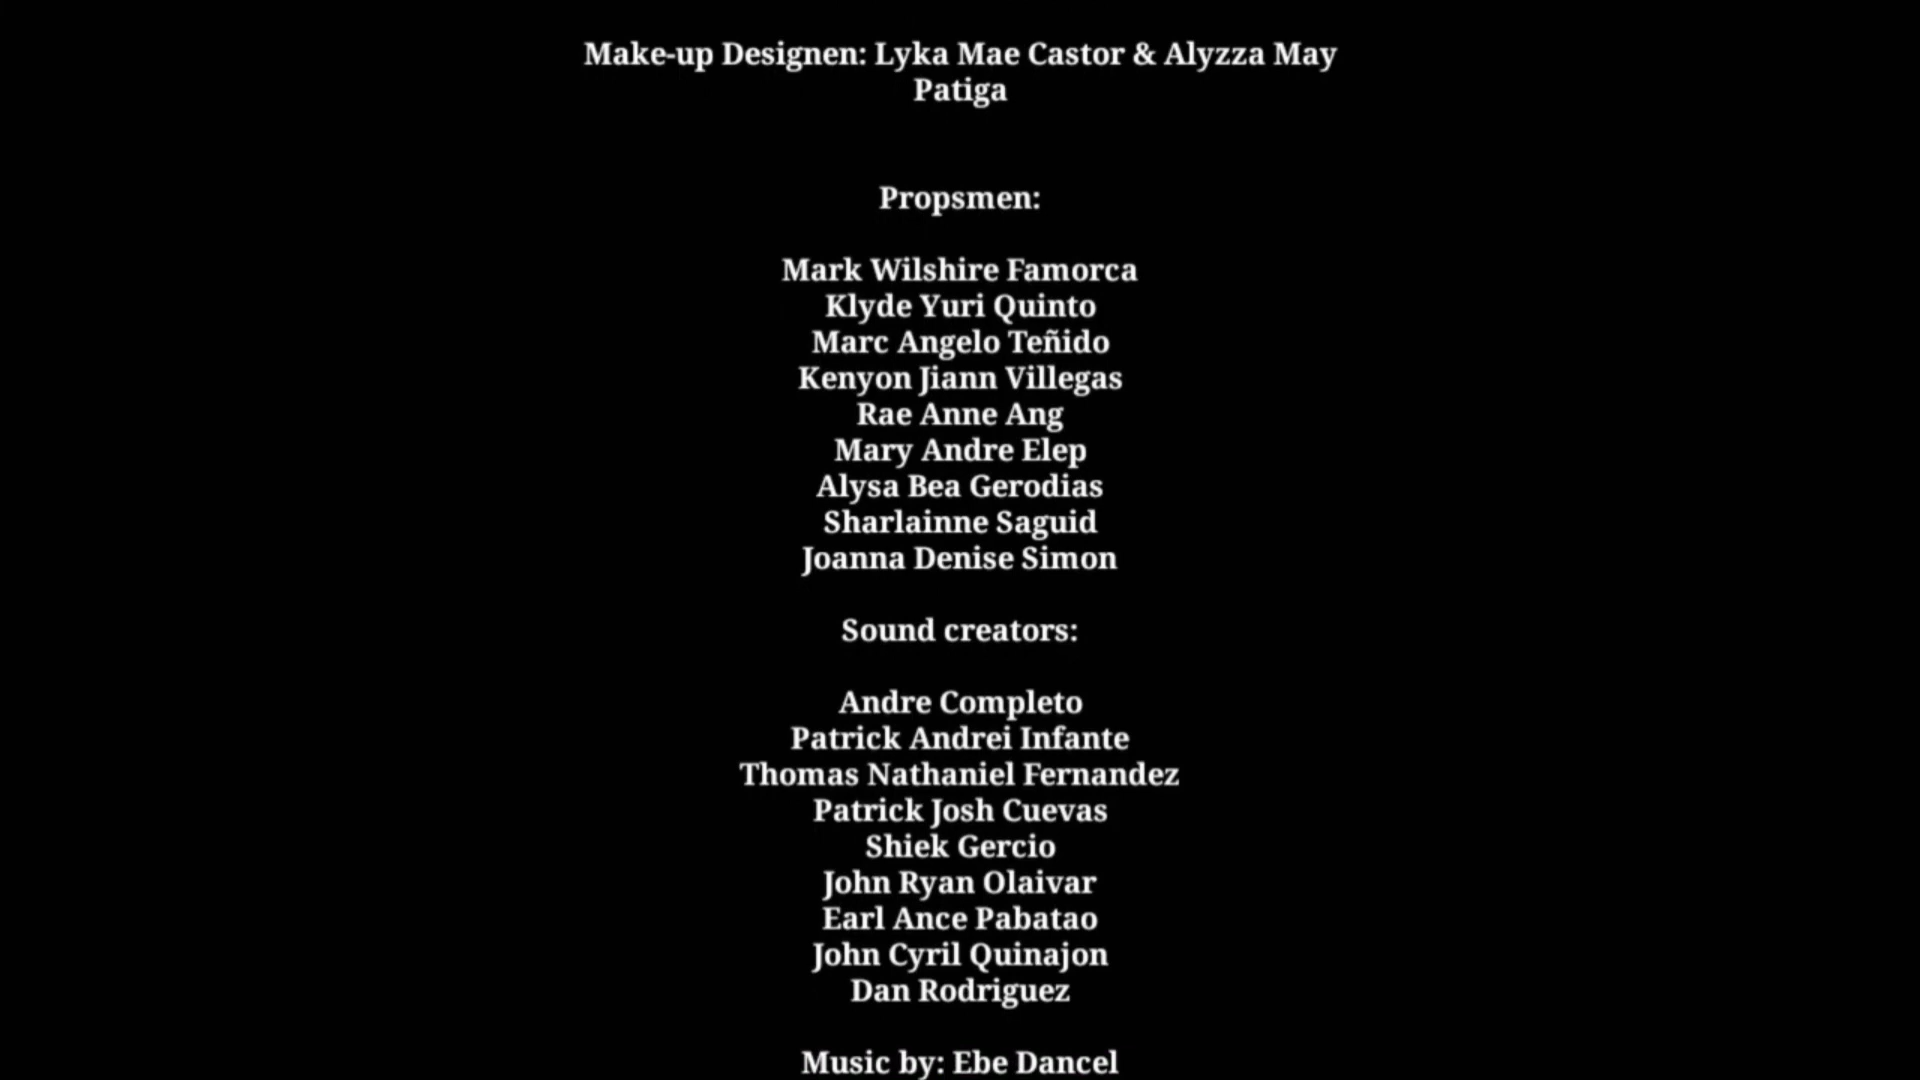 Make-up Designen: Lyka Mae Castor & Alyzza May
Patiga
Propsmen:
Mark Wilshire Famorca
Klyde Yuri Quinto
Marc Angelo Teñido
Kenyon Jiann Villegas
Rae Anne Ang
Mary Andre Elep
Alysa Bea Gerodias
Sharlainne Saguid
Joanna Denise Simon
Sound creators:
Andre Completo
Patrick Andrei Infante
Thomas Nathaniel Fernandez
Patrick Josh Cuevas
Shiek Gercio
John Ryan Olaivar
Earl Ance Pabatao
John Cyril Quinajon
Dan Rodriguez
Music by: Ebe Dancel